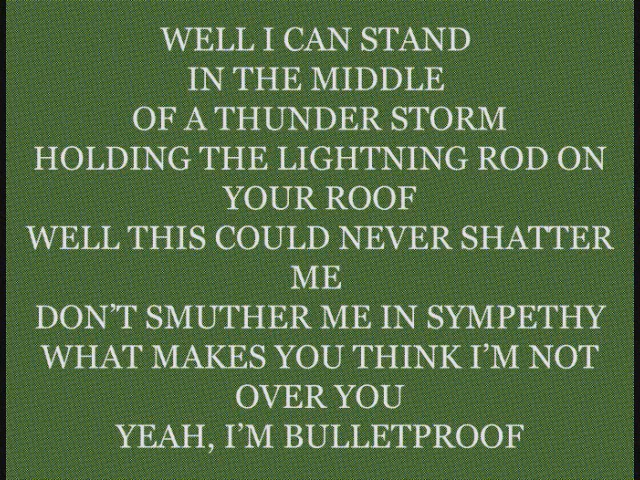 WELL I CAN STAND
IN THE MIDDLE
OF A THUNDER STORM
HOLDING THE LIGHTNING ROD ON
YOUR ROOF
WELL THIS COULD NEVER SHATTER
ME
DON'T SMUTHER ME IN SYMPETHY
WHAT MAKES YOU THINK I'M NOT
OVER YOU
YEAH, I'M BULLETPROOF